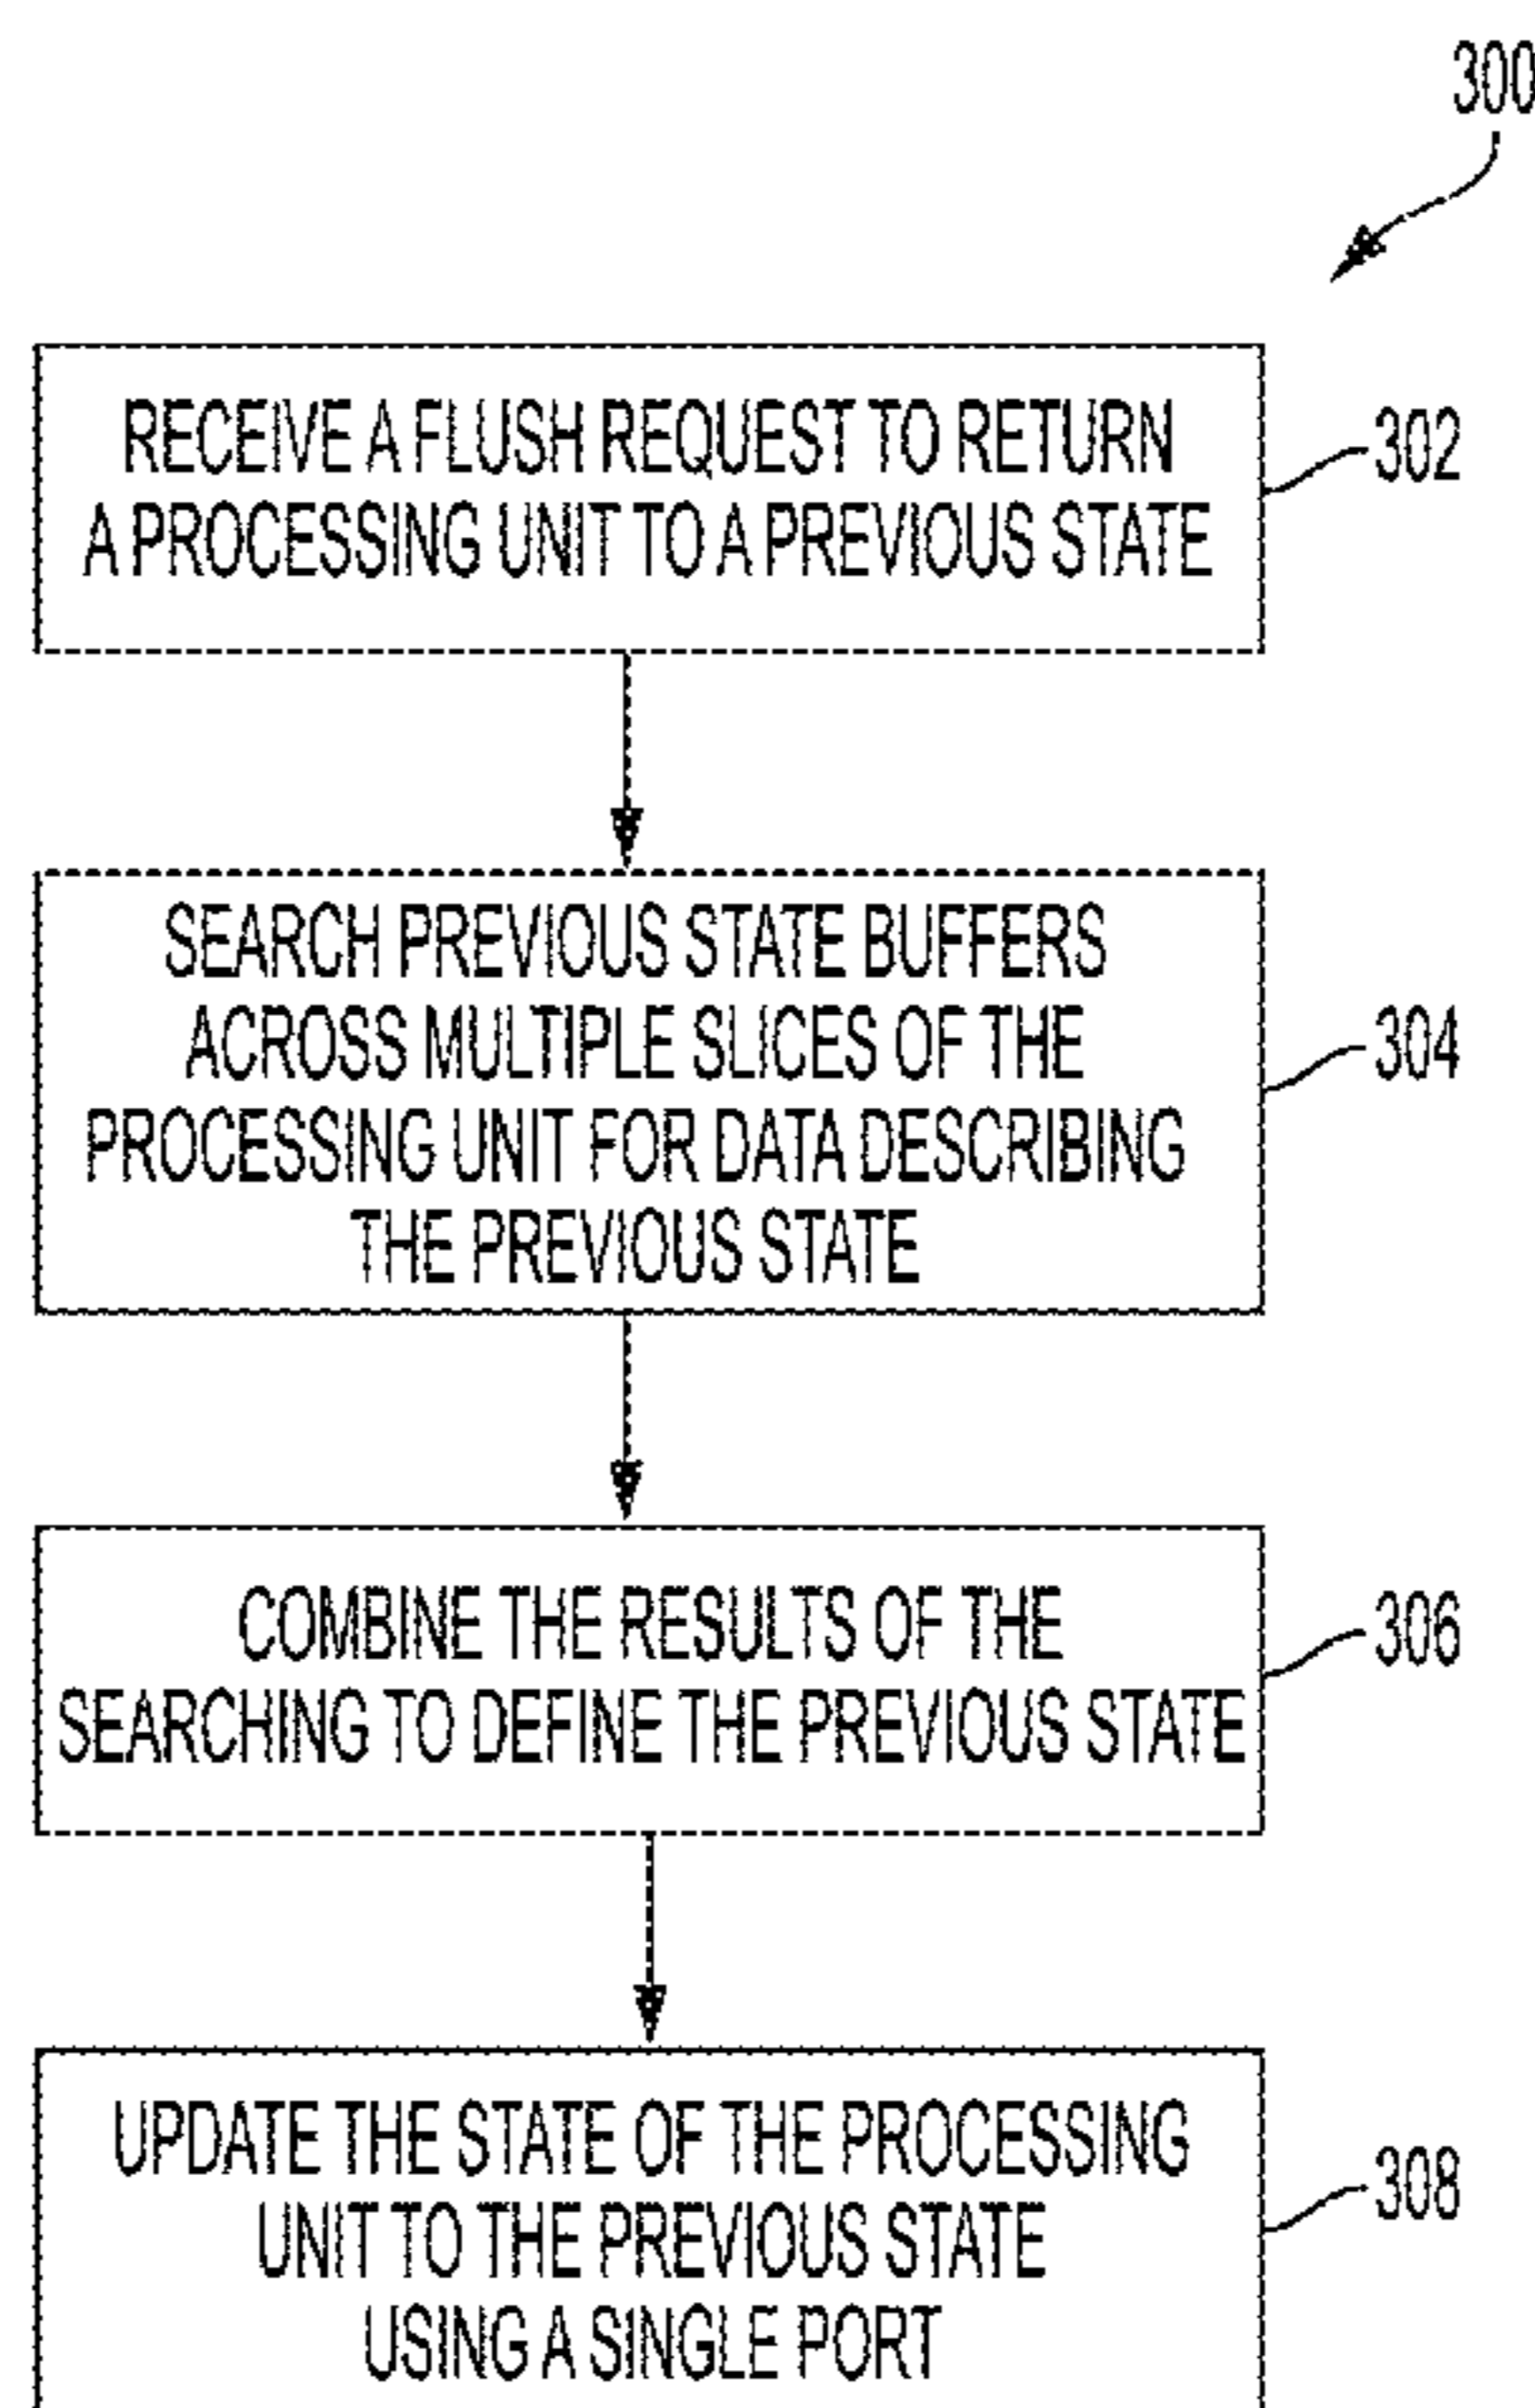 300
RECEIVE A FLUSH REQUEST TO RETURN
A PROCESSING UNIT TO A PREVIOUS STATE
302
SEARCH PREVIOUS STATE BUFFERS
ACROSS MULTIPLE SLICES OF THE
PROCESSING UNIT FOR DATA DESCRIBING
THE PREVIOUS STATE
304
COMBINE THE RESULTS OF THE
SEARCHING TO DEFINE THE PREVIOUS STATE
306
UPDATE THE STATE OF THE PROCESSING
UNIT TO THE PREVIOUS STATE
USING A SINGLE PORT
308